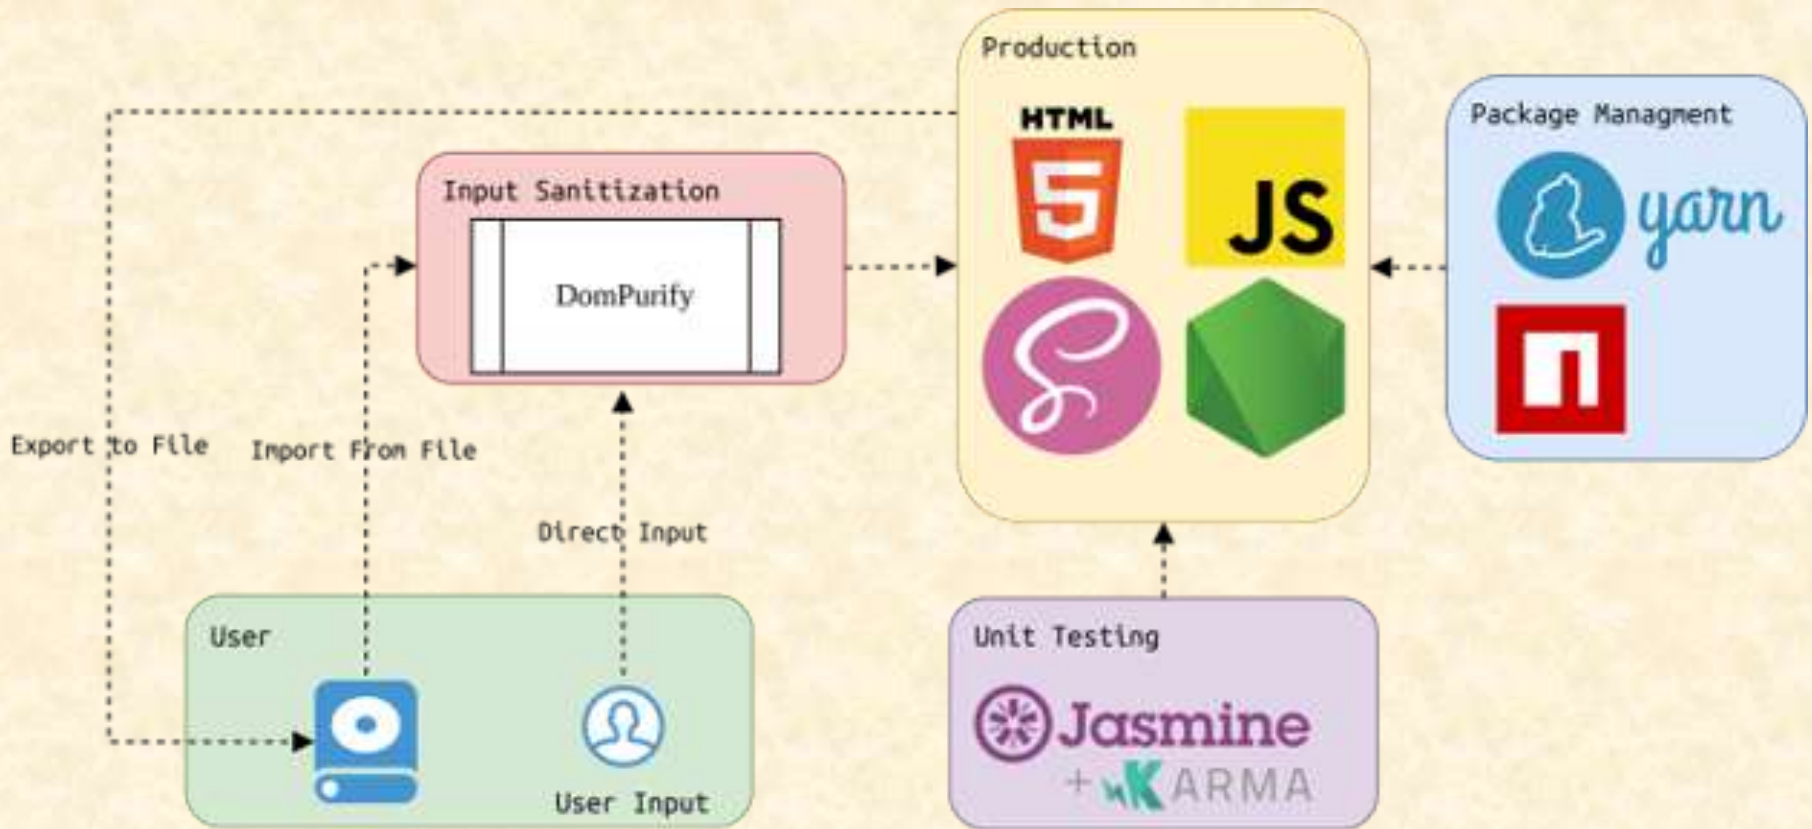 Production
Package Managment
HTML
5
JS
yarn
n
Input Sanitization
DomPurify
Export to File
Import From File
Direct Input
User
User Input
Unit Testing
Jasmine
+ KARMA